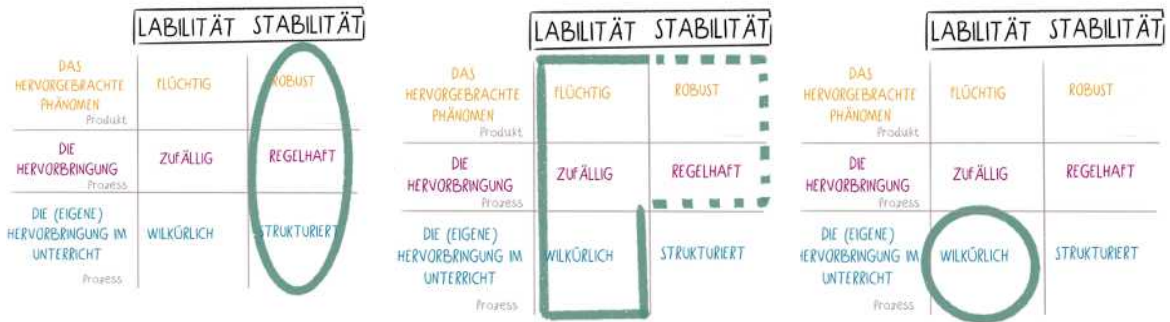 LABILITÄT STABILITÄT
DAS
HERVORGEBRACHTE
PHÄNOMEN
Produkt
FLÜCHTIG
ROBUST
DIE
HERVORBRINGUNG
Prozess
ZUFÄLLIG
REGELHAFT
DIE (EIGENE)
HERVORBRINGUNG IM
UNTERRICHT
Prozess
WILKÜRLICH
STRUKTURIERT
LABILITÄT STABILITÄT
DAS
HERVORGEBRACHTE
PHÄNOMEN
Produkt
FLÜCHTIG
ROBUST
DIE
HERVORBRINGUNG
Prozess
ZUFÄLLIG
REGELHAFT
DIE (EIGENE)
HERVORBRINGUNG IM
UNTERRICHT
Prozess
WILKÜRLICH
STRUKTURIERT
LABILITÄT STABILITÄT
DAS
HERVORGEBRACHTE
PHÄNOMEN
Produkt
FLÜCHTIG
ROBUST
DIE
HERVORBRINGUNG
Prozess
ZUFÄLLIG
REGELHAFT
DIE (EIGENE)
HERVORBRINGUNG IM
UNTERRICHT
Prozess
WILKÜRLICH
STRUKTURIERT